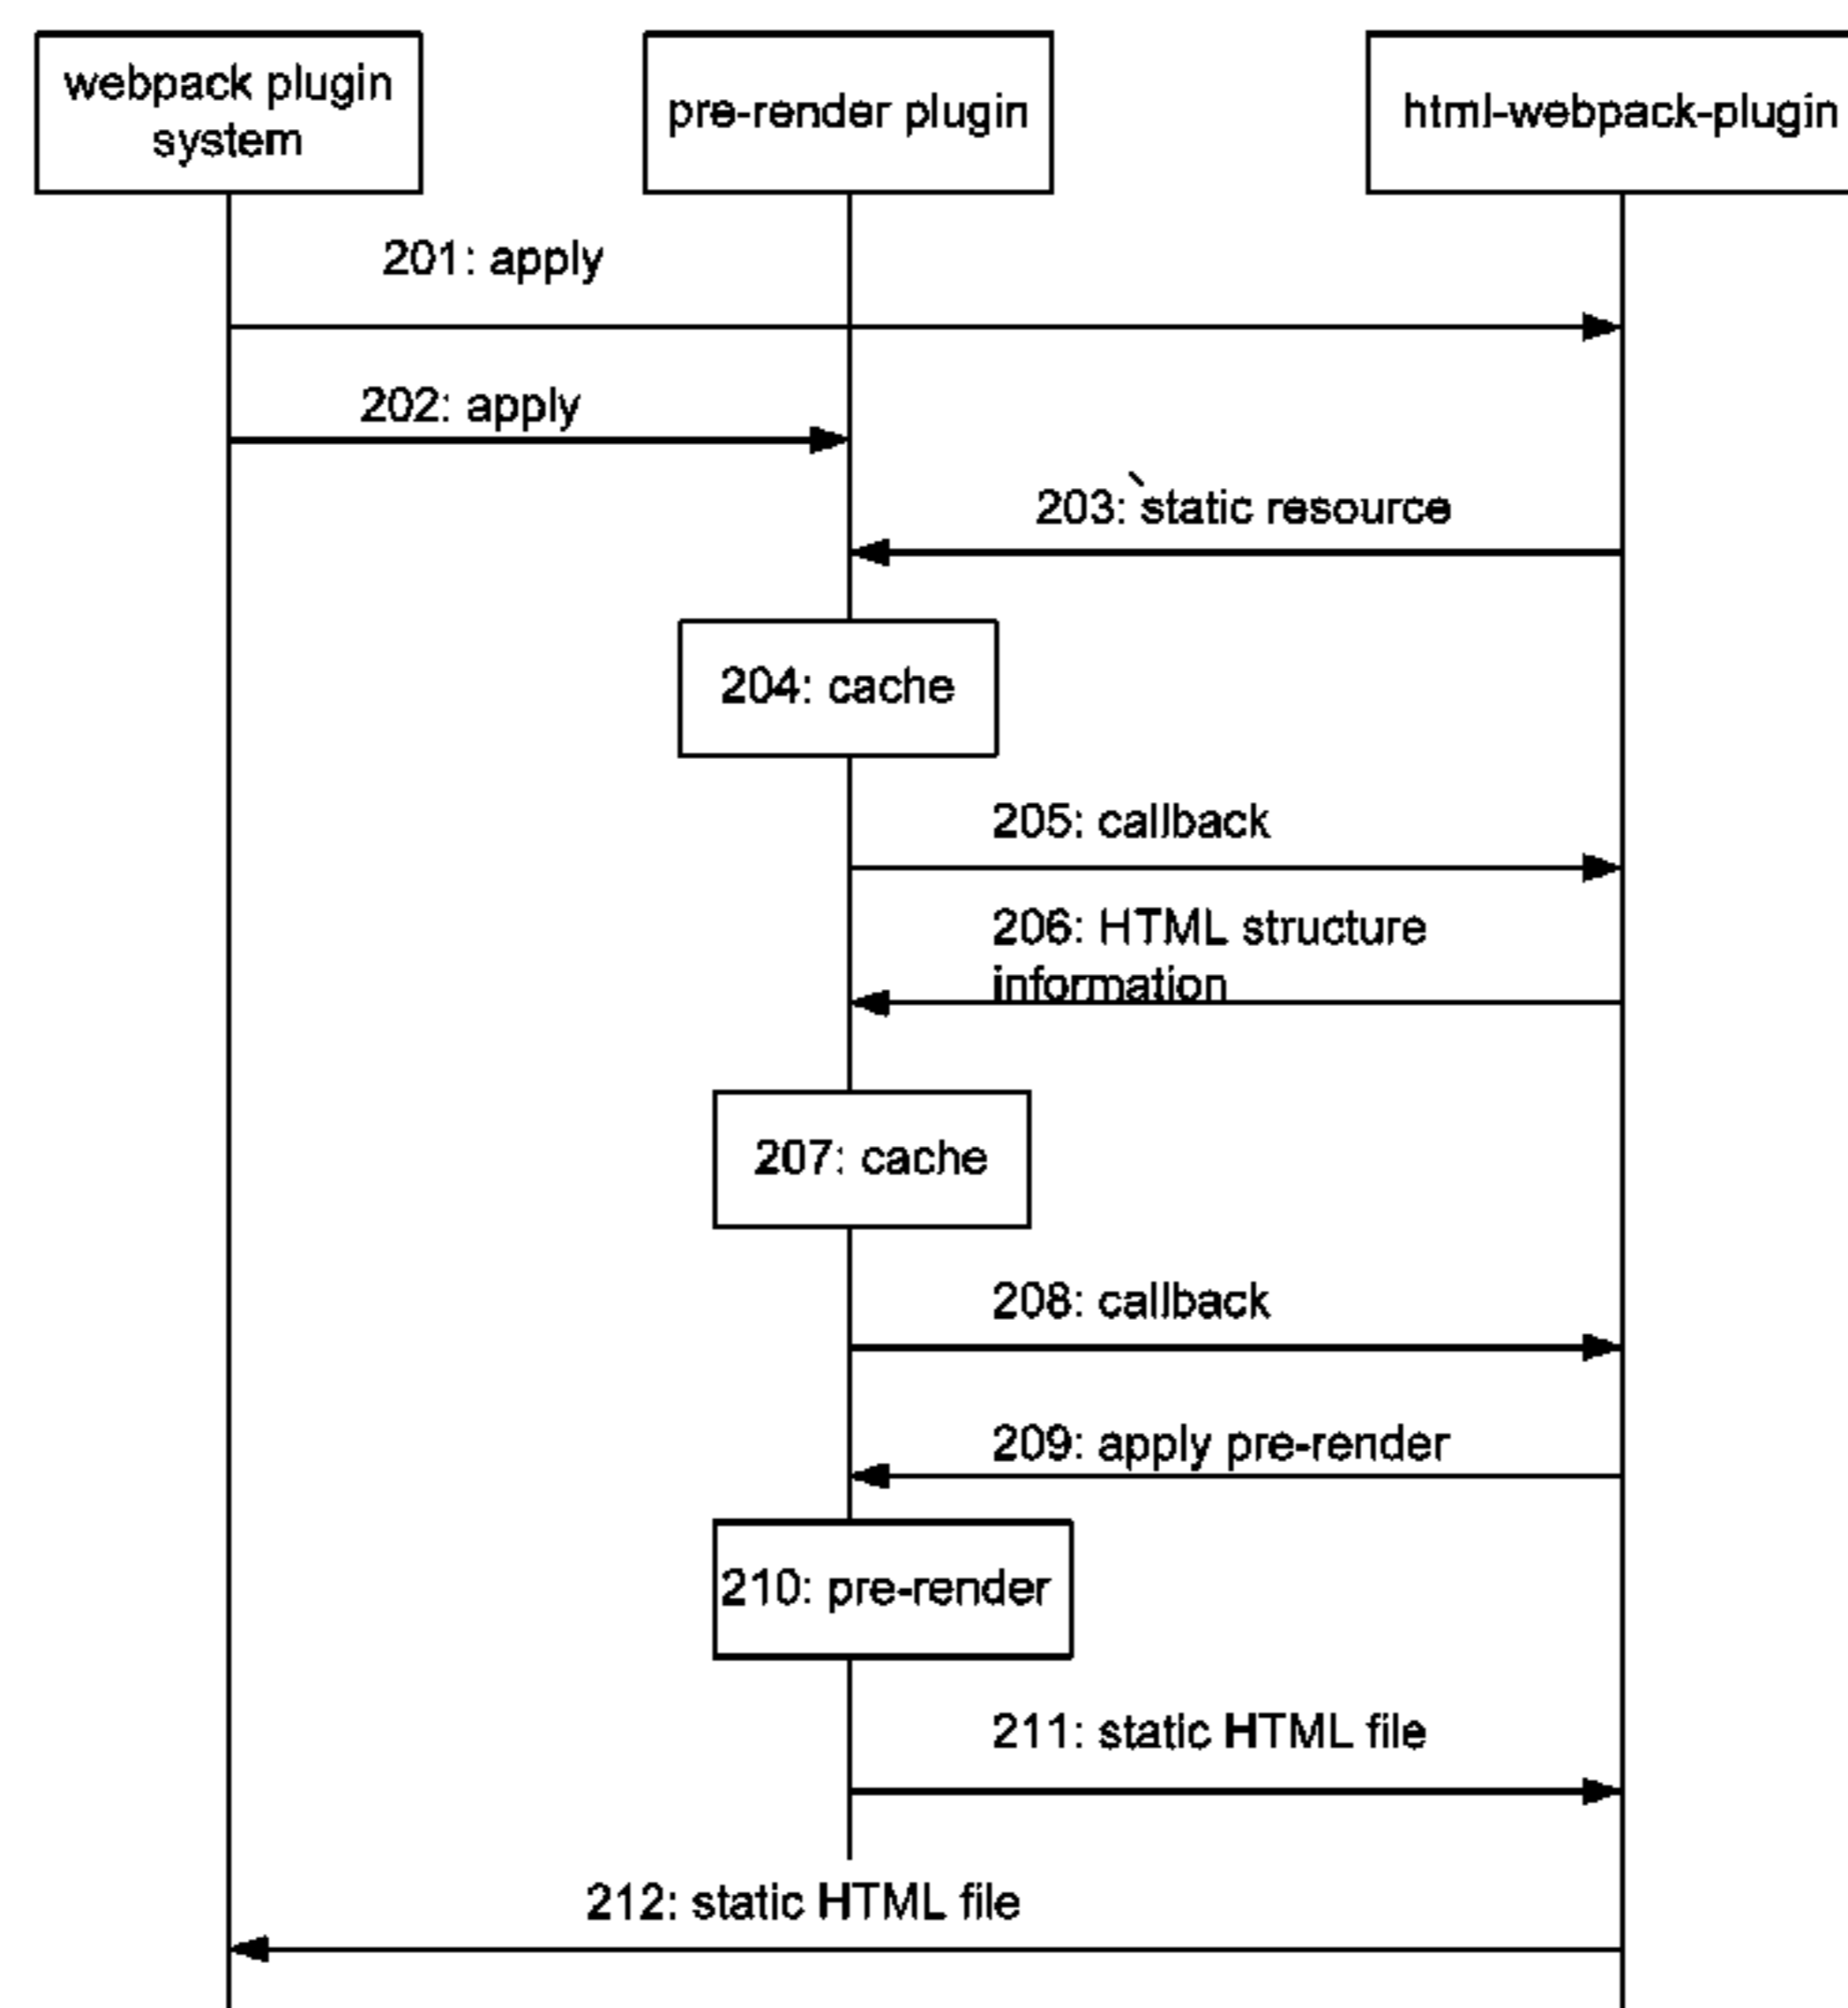 webpack plugin
system
pre-render plugin
html-webpack-plugin
201: apply
202: apply
203: `static resource
204: cache
205: callback
206: HTML structure
information
207: cache
208: callback
209: apply pre-render
210: pre-render
211: static HTML file
212: static HTML file